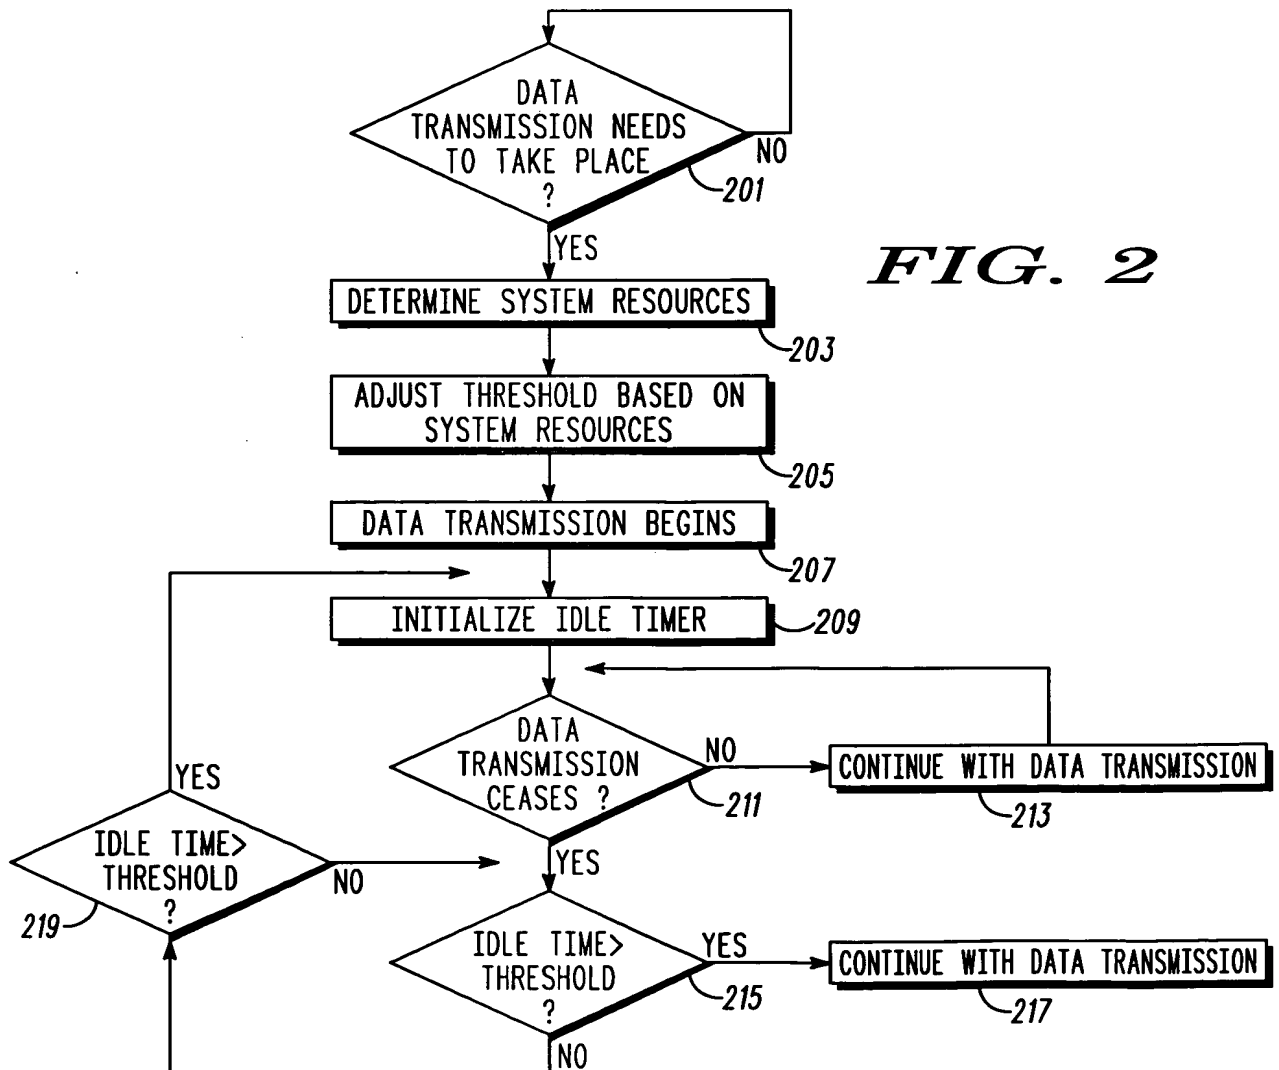 DATA
TRANSMISSION NEEDS
TO TAKE PLACE
?
NO
201
YES
FIG. 2
DETERMINE SYSTEM RESOURCES
203
ADJUST THRESHOLD BASED ON
SYSTEM RESOURCES
205
DATA TRANSMISSION BEGINS
207
INITIALIZE IDLE TIMER
209
DATA
TRANSMISSION
CEASES ?
NO
211
CONTINUE WITH DATA TRANSMISSION
213
YES
YES
IDLE TIME>
THRESHOLD
?
NO
219
IDLE TIME>
THRESHOLD
?
YES
215
CONTINUE WITH DATA TRANSMISSION
217
NO